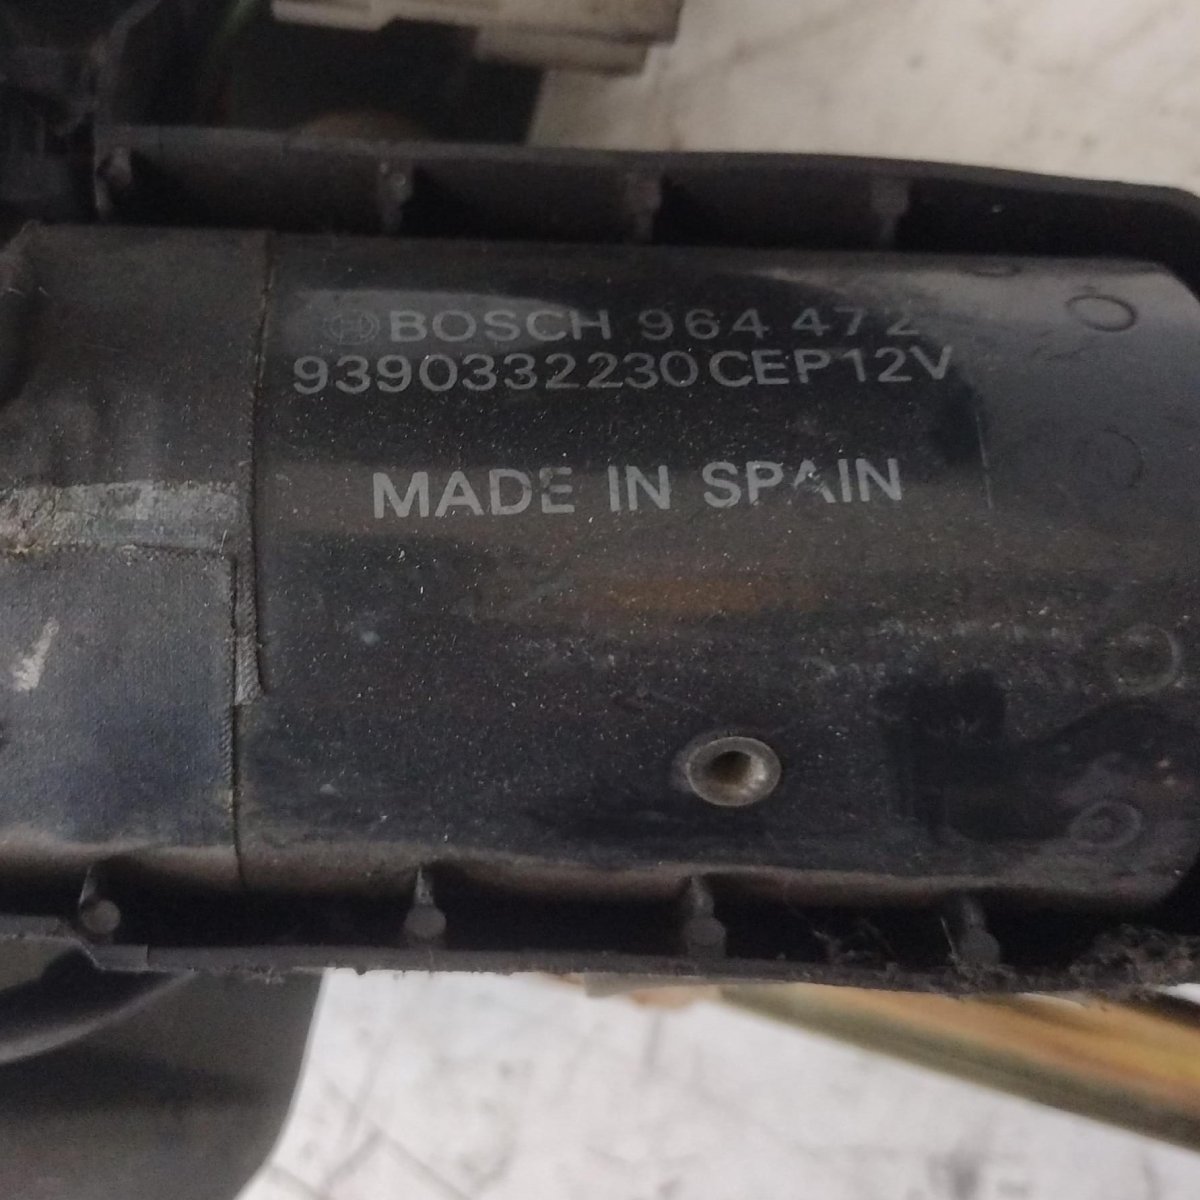 BOSCH 964 472
9390332230CEP12V
MADE IN SPAIN